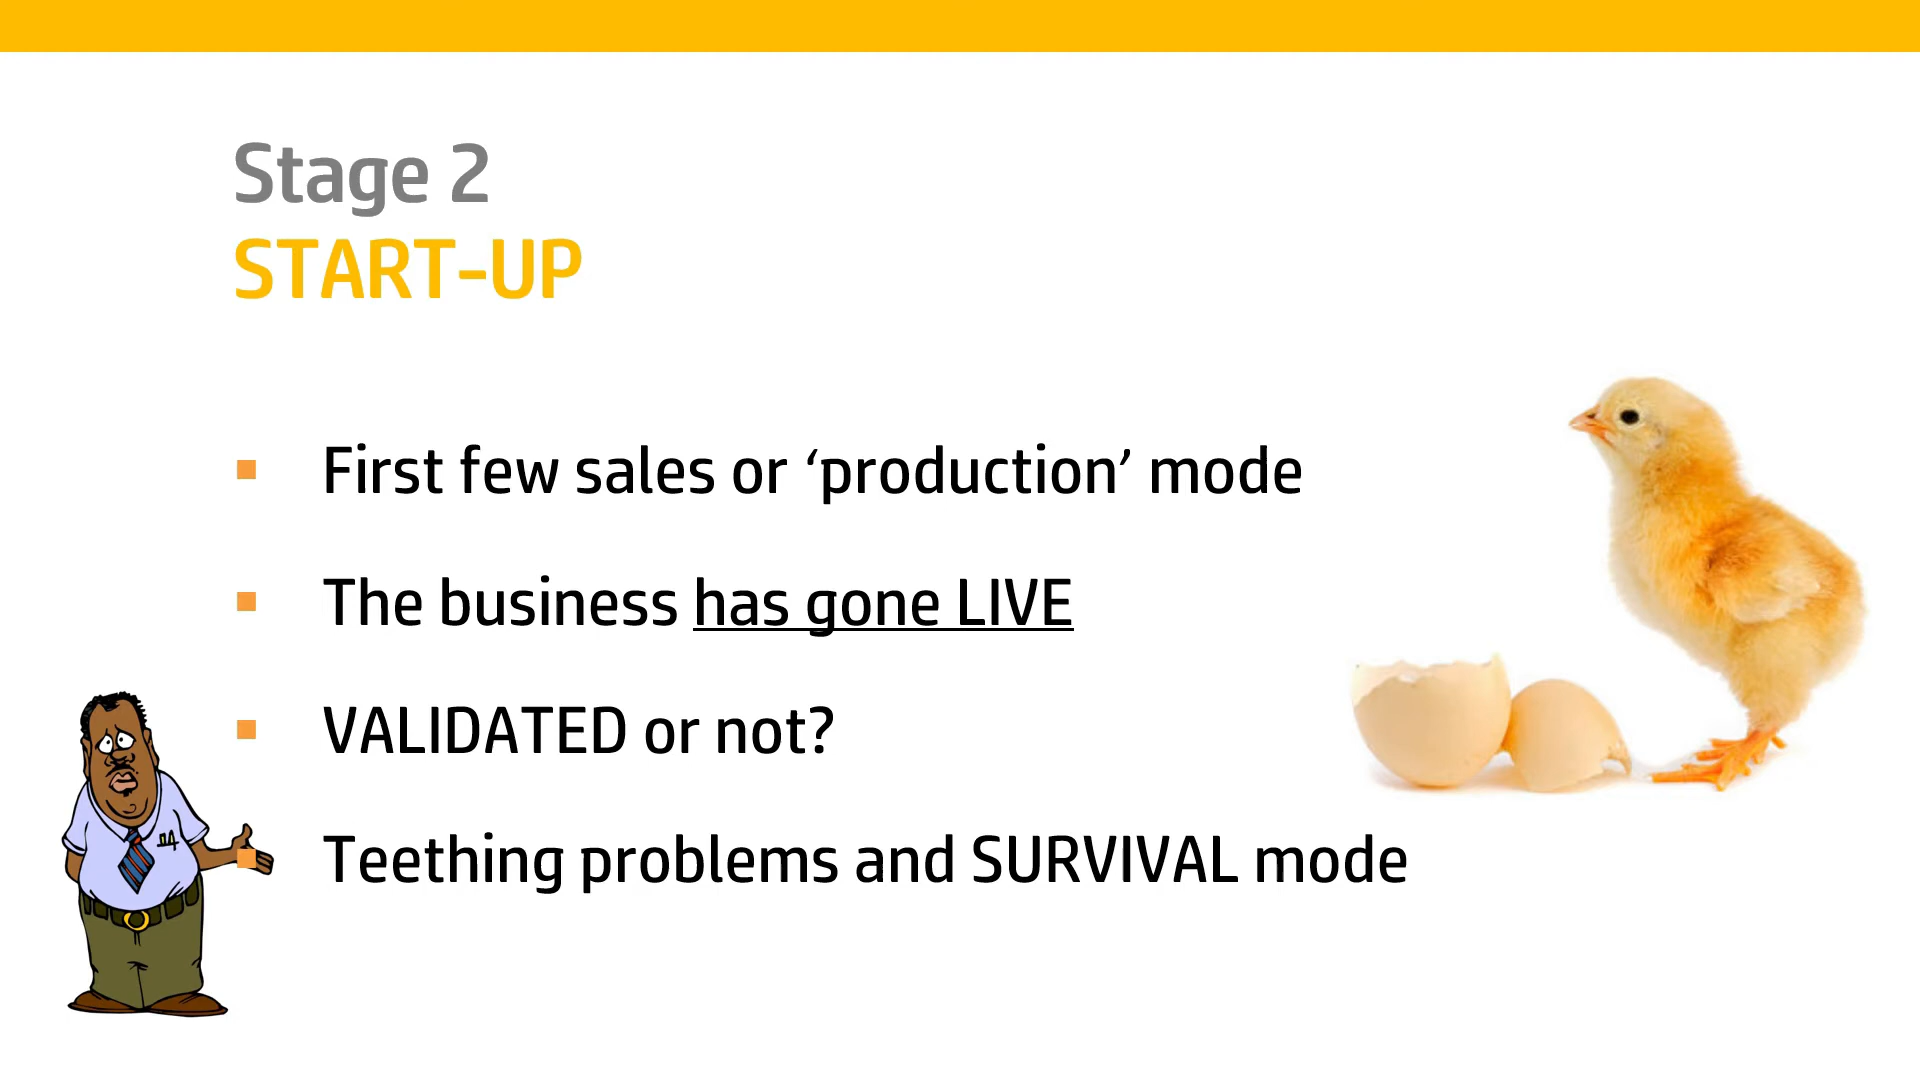 Stage 2
START-UP
First few sales or ‘production’ mode
The business has gone LIVE
VALIDATED or not?
Teething problems and SURVIVAL mode